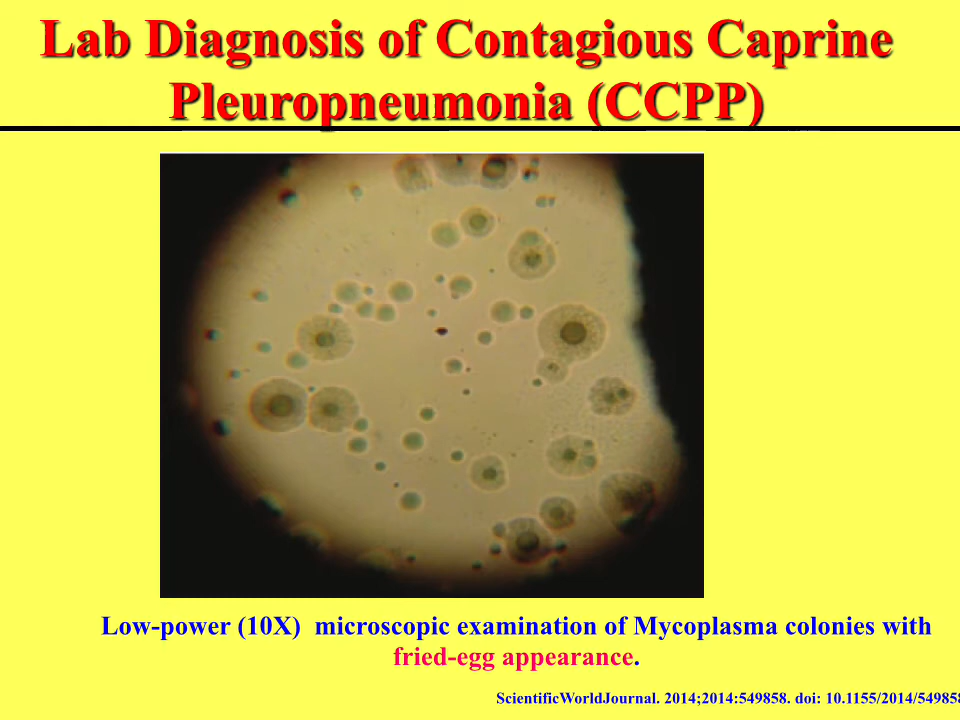 Lab Diagnosis of Contagious Caprine
Pleuropneumonia (CCPP)
Low-power (10X) microscopic examination of Mycoplasma colonies with
fried-egg appearance.
ScientificWorldJournal. 2014;2014:549858. doi: 10.1155/2014/549858